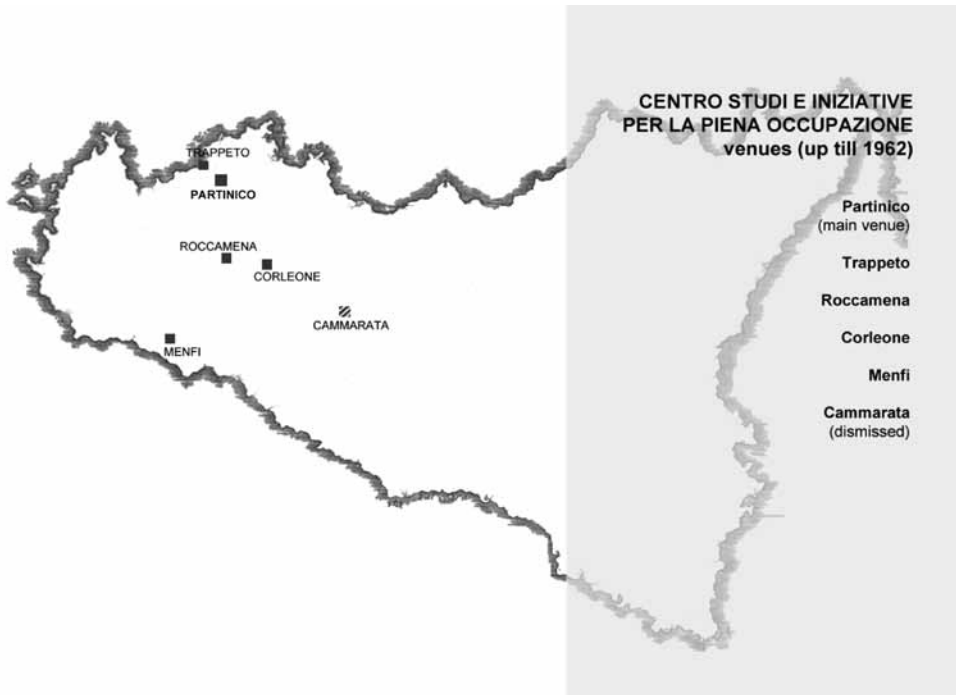 CENTRO STUDI E INIZIATIVE
PER LA PIENA OCCUPAZIONE
venues (up till 1962)
TRAPPETO
PARTINICO
ROCCAMENA
CORLEONE
CAMMARATA
MENFI
Partinico
(main venue)
Trappeto
Roccamena
Corleone
Menfi
Cammarata
(dismissed)